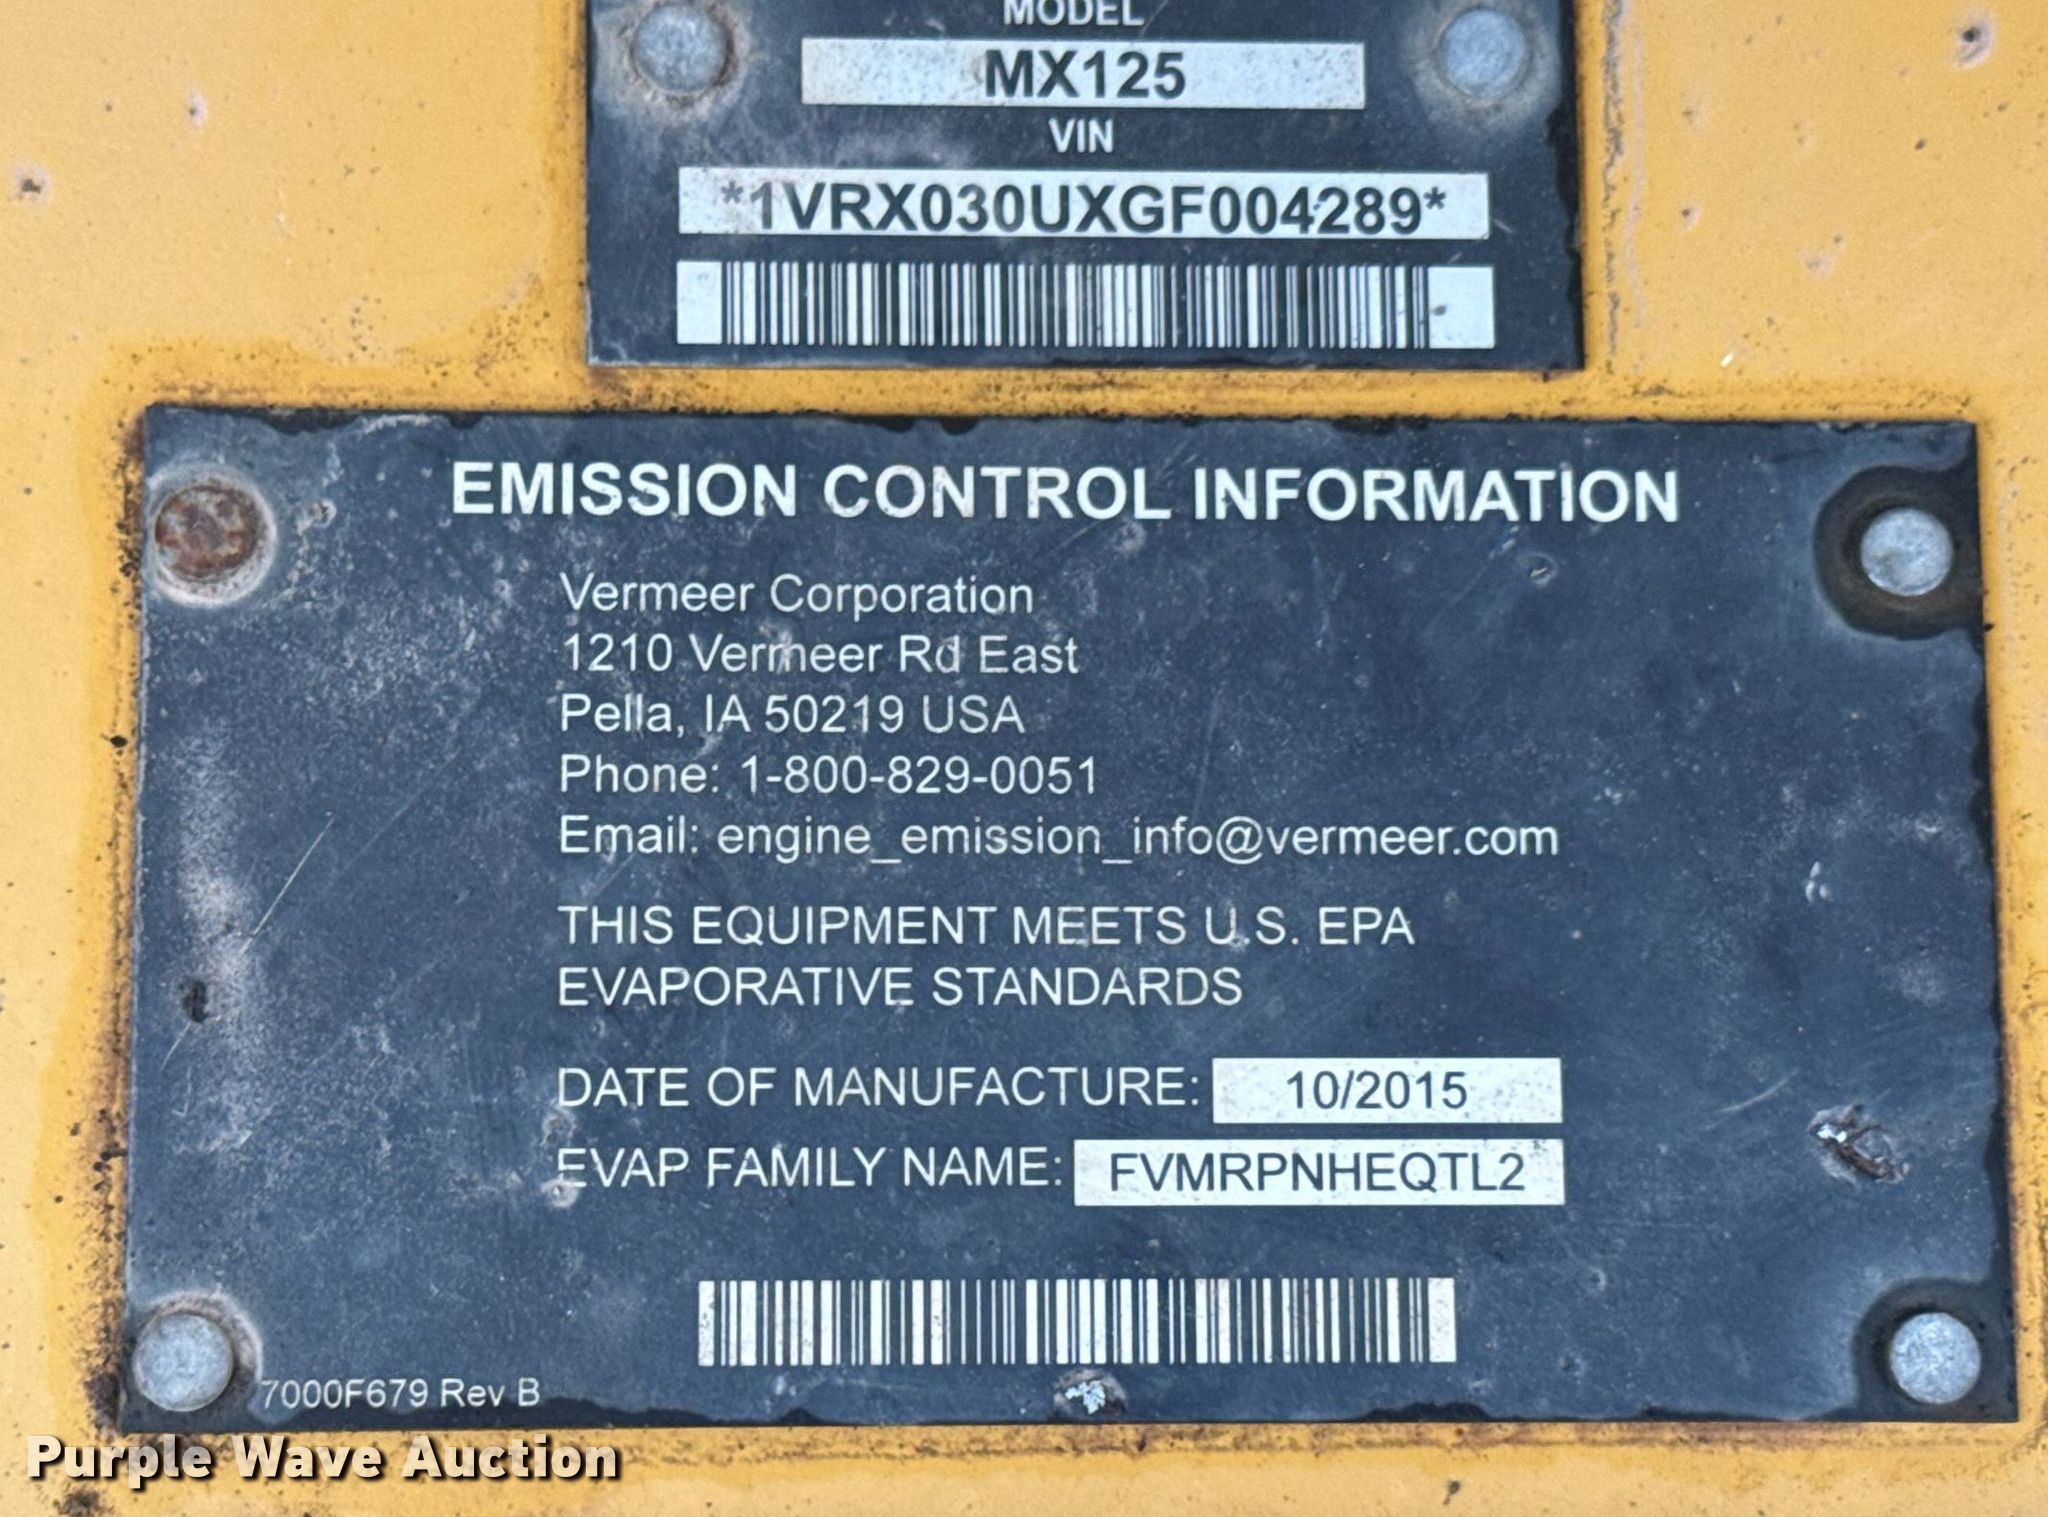 MODEL
MX125
VIN
*1VRX030UXGF004289*
EMISSION CONTROL INFORMATION
Vermeer Corporation
1210 Vermeer Rd East
Pella, IA 50219 USA
Phone: 1-800-829-0051
Email: engine_emission_info@vermeer.com
THIS EQUIPMENT MEETS U.S. EPA
EVAPORATIVE STANDARDS
DATE OF MANUFACTURE: 10/2015
EVAP FAMILY NAME: FVMRPNHEQTL2
7000F679 Rev B
Purple Wave Auction